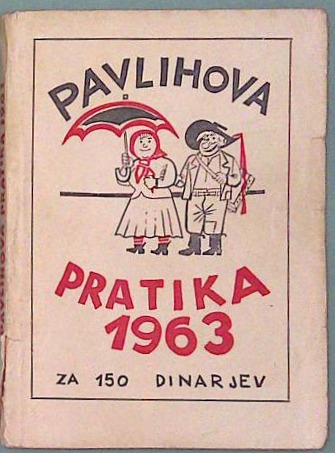 PAVLIHOVA
PRATIKA
1963
ZA 150 DINARJEV